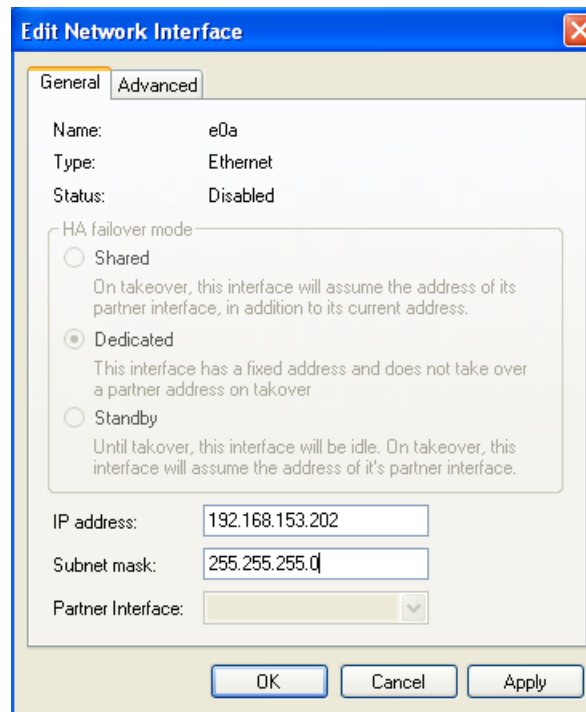 Edit Network Interface
General Advanced
Name: e0a
Type: Ethernet
Status: Disabled
HA failover mode
Shared
On takeover, this interface will assume the address of its
partner interface, in addition to its current address.
Dedicated
This interface has a fixed address and does not take over
a partner address on takover
Standby
Until takover, this interface will be idle. On takeover, this
interface will assume the address of it's partner interface.
IP address: 192.168.153.202
Subnet mask: 255.255.255.0
Partner Interface:
OK Cancel Apply